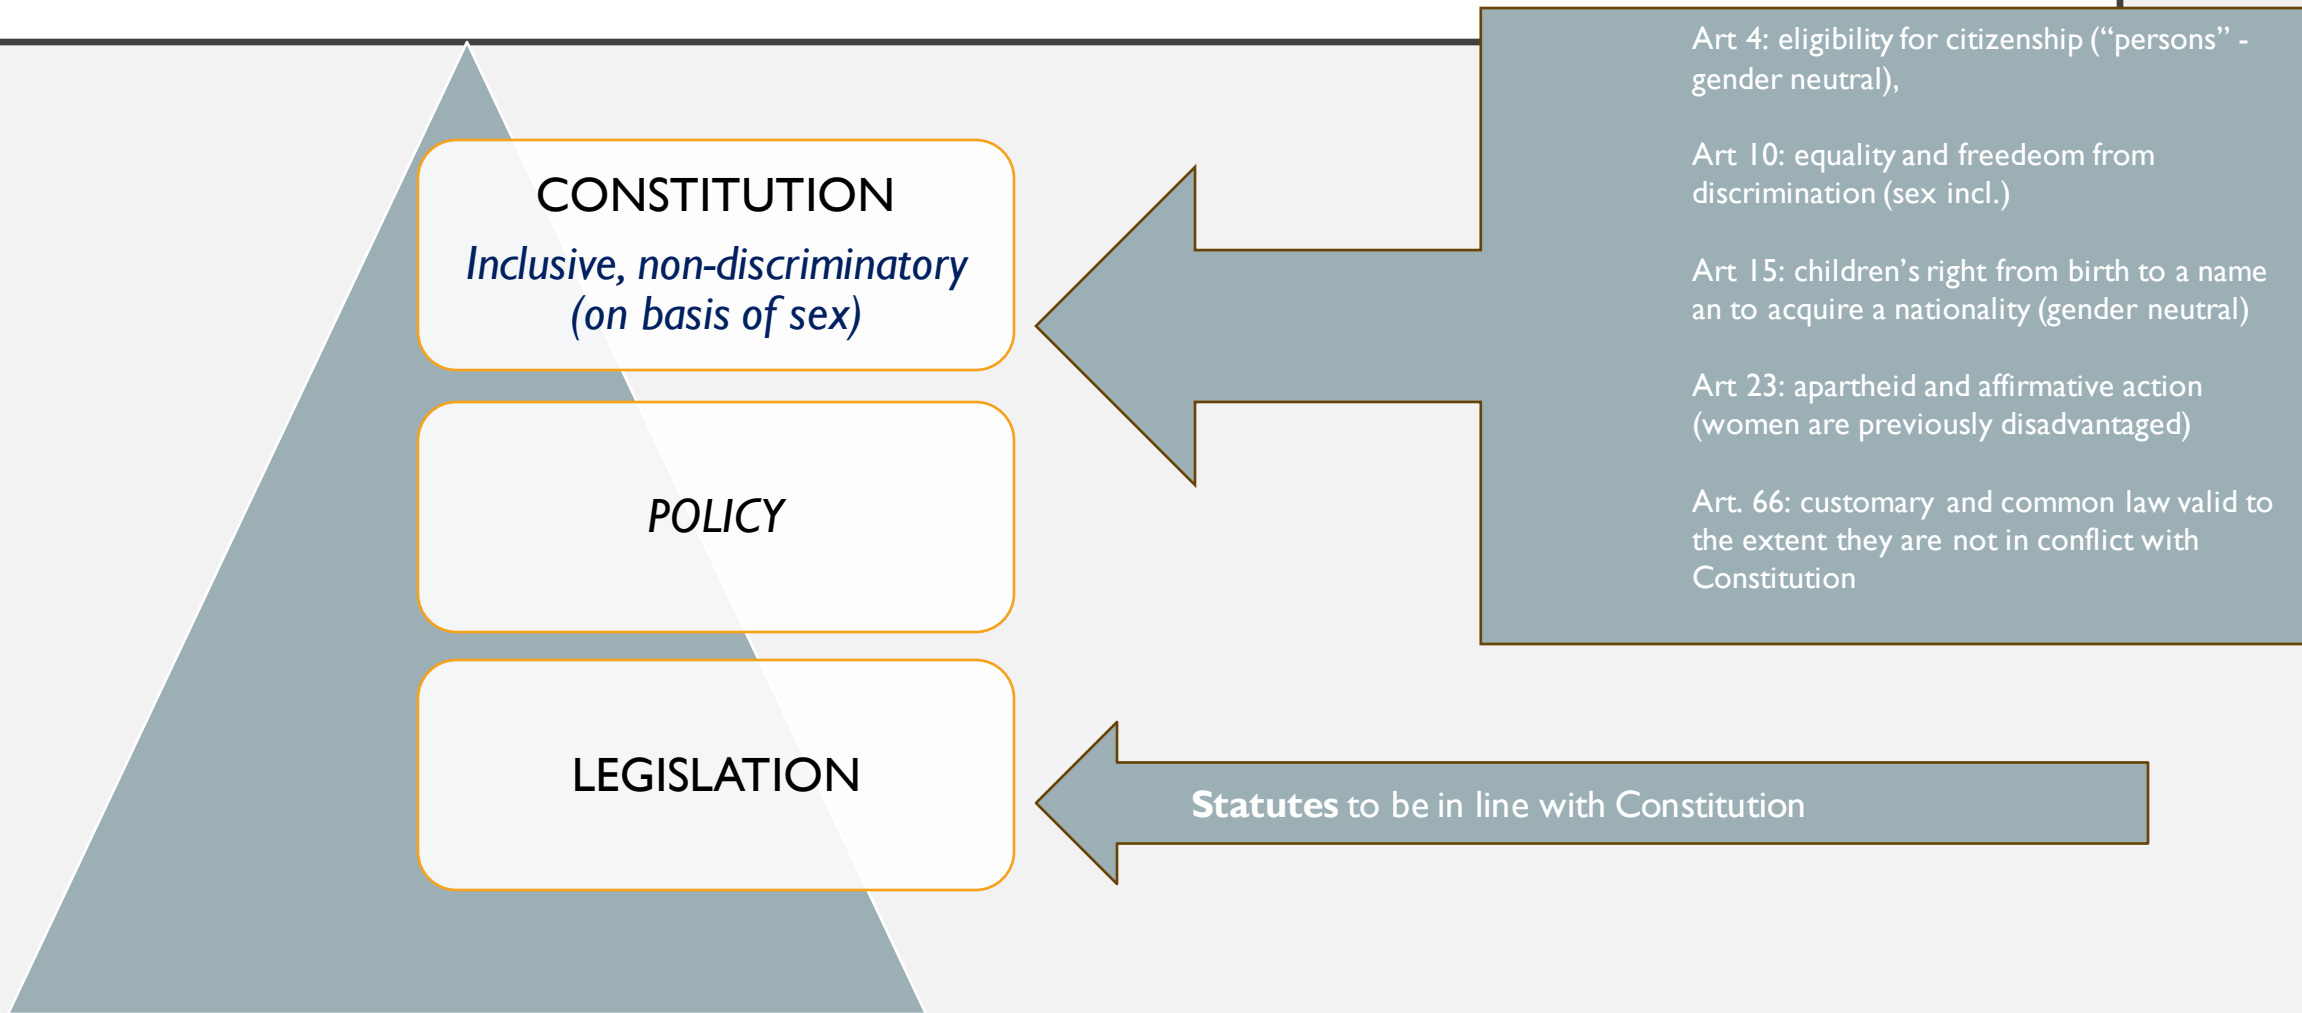 CONSTITUTION
Inclusive, non-discriminatory
(on basis of sex)
POLICY
LEGISLATION
Art 4: eligibility for citizenship (“persons” -
gender neutral),
Art 10: equality and freedeom from
discrimination (sex incl.)
Art 15: children’s right from birth to a name
an to acquire a nationality (gender neutral)
Art 23: apartheid and affirmative action
(women are previously disadvantaged)
Art. 66: customary and common law valid to
the extent they are not in conflict with
Constitution
Statutes to be in line with Constitution